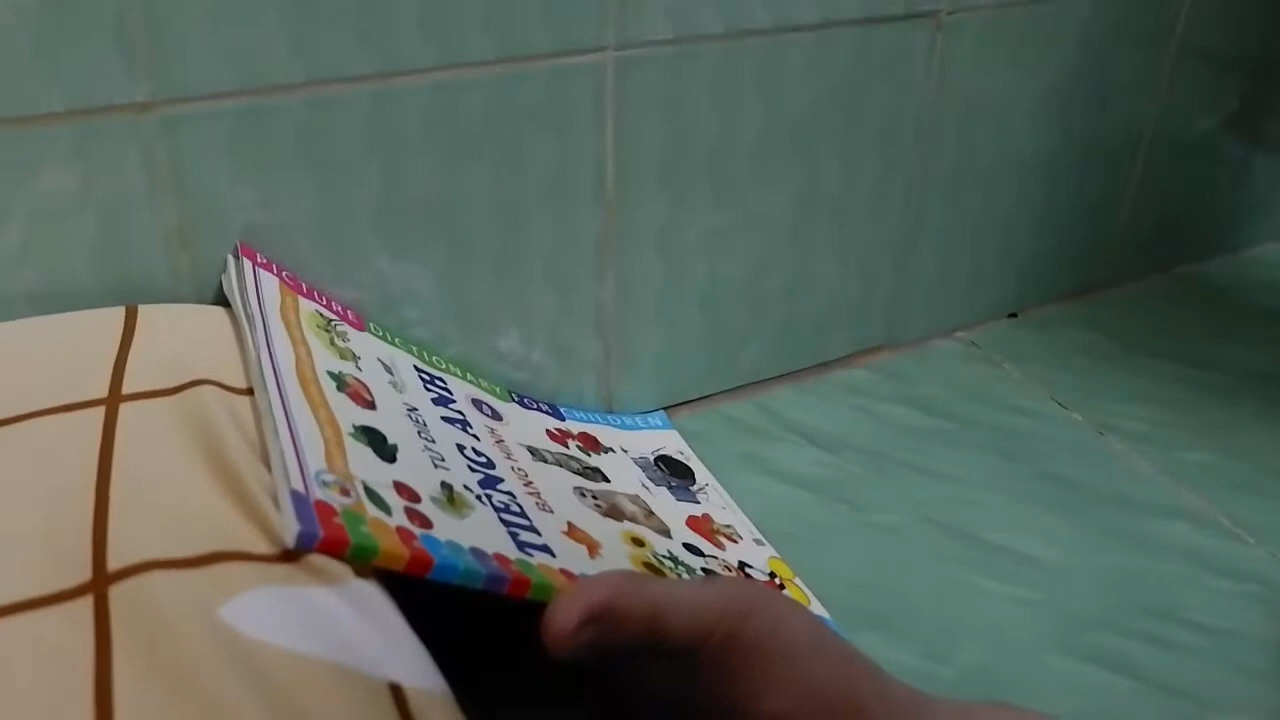 PICTURE DICTIONARY FOR CHILDREN
TỪ ĐIỂN
TIẾNG ANH
BẰNG HÌNH